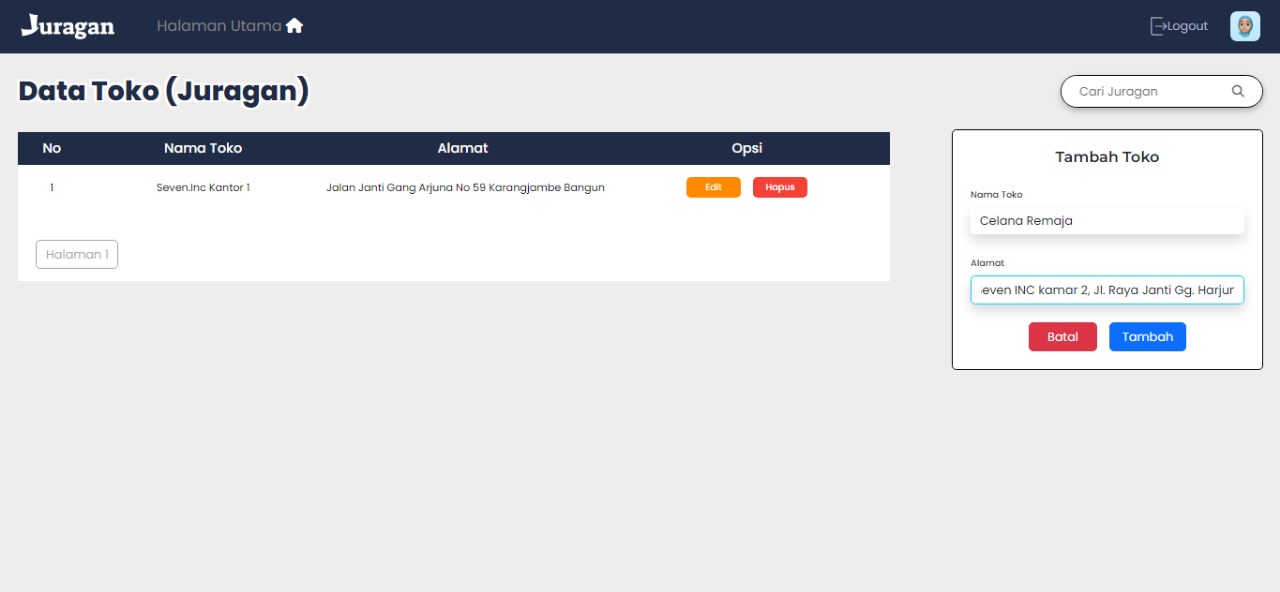 Juragan
Halaman Utama
Logout
Data Toko (Juragan)
Cari Juragan
No Nama Toko Alamat Opsi
1 Seven.Inc Kantor 1 Jalan Janti Gang Arjuna No 59 Karangjambe Bangun Edit Hapus
Halaman 1
Tambah Toko
Nama Toko
Celana Remaja
Alamat
INC kamar 2, Jl. Raya Janti Gg. Harjur
Batal Tambah